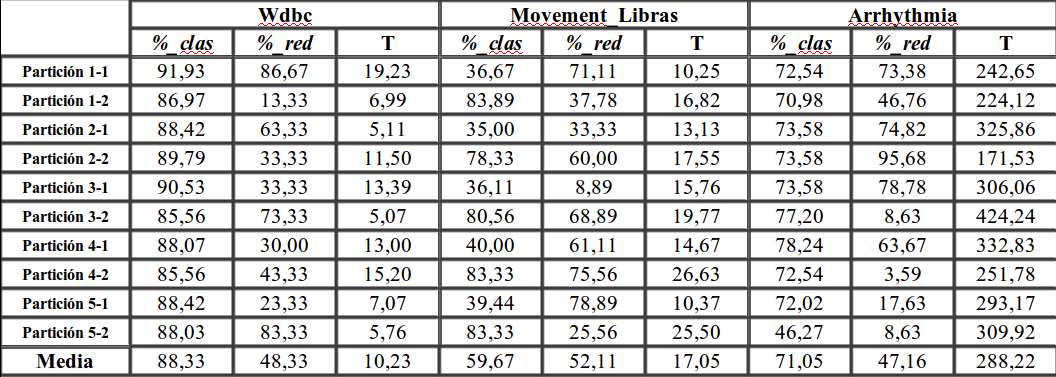 Wdbc Movement_Libras Arrhythmia
%_clas %_red T %_clas %_red T %_clas %_red T
Partición 1-1 91,93 86,67 19,23 36,67 71,11 10,25 72,54 73,38 242,65
Partición 1-2 86,97 13,33 6,99 83,89 37,78 16,82 70,98 46,76 224,12
Partición 2-1 88,42 63,33 5,11 35,00 33,33 13,13 73,58 74,82 325,86
Partición 2-2 89,79 33,33 11,50 78,33 60,00 17,55 73,58 95,68 171,53
Partición 3-1 90,53 33,33 13,39 36,11 8,89 15,76 73,58 78,78 306,06
Partición 3-2 85,56 73,33 5,07 80,56 68,89 19,77 77,20 8,63 424,24
Partición 4-1 88,07 30,00 13,00 40,00 61,11 14,67 78,24 63,67 332,83
Partición 4-2 85,56 43,33 15,20 83,33 75,56 26,63 72,54 3,59 251,78
Partición 5-1 88,42 23,33 7,07 39,44 78,89 10,37 72,02 17,63 293,17
Partición 5-2 88,03 83,33 5,76 83,33 25,56 25,50 46,27 8,63 309,92
Media 88,33 48,33 10,23 59,67 52,11 17,05 71,05 47,16 288,22